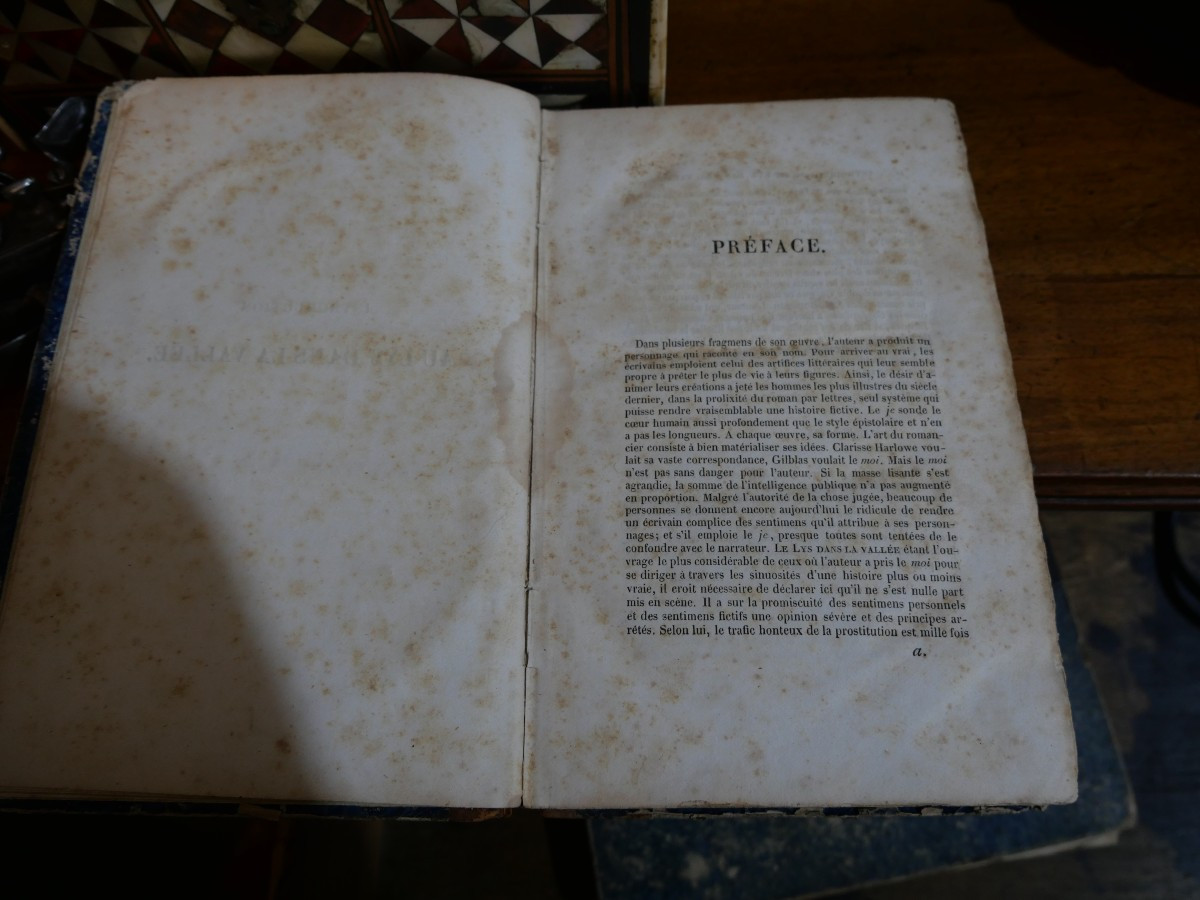 PRÉFACE.
Dans plusieurs fragmens de son œuvre, l'auteur a produit un
personnage qui raconte en son nom. Pour arriver au vrai, les
écrivains emploient celui des artifices littéraires qui leur semble
propre à prêter le plus de vie à leurs figures. Ainsi, le désir d'a-
nimer leurs créations a jeté les hommes les plus illustres du siècle
dernier, dans la prolixité du roman par lettres, seul système qui
puisse rendre vraisemblable une histoire fictive. Le je sonde le
cœur humain aussi profondement que le style épistolaire et n'en
a pas les longueurs. A chaque œuvre, sa forme. L'art du roman-
cier consiste à bien matérialiser ses idées. Clarisse Harlowe vou-
lait sa vaste correspondance, Gilblas voulait le moi. Mais le moi
n'est pas sans danger pour l'auteur. Si la masse lisante s'est
agrandie, la somme de l'intelligence publique n'a pas augmenté
en proportion. Malgré l'autorité de la chose jugée, beaucoup de
personnes se donnent encore aujourd'hui le ridicule de rendre
un écrivain complice des sentimens qu'il attribue à ses person-
nages; et s'il emploie le je, presque toutes sont tentées de le
confondre avec le narrateur. LE LYS DANS LA VALLÉE étant l'ou-
vrage le plus considérable de ceux où l'auteur a pris le moi pour
se diriger à travers les sinuosités d'une histoire plus ou moins
vraie, il croit nécessaire de déclarer ici qu'il ne s'est nulle part
mis en scène. Il a sur la promiscuité des sentimens personnels
et des sentimens fictifs une opinion sévère et des principes ar-
rêtés. Selon lui, le trafic honteux de la prostitution est mille fois
a.